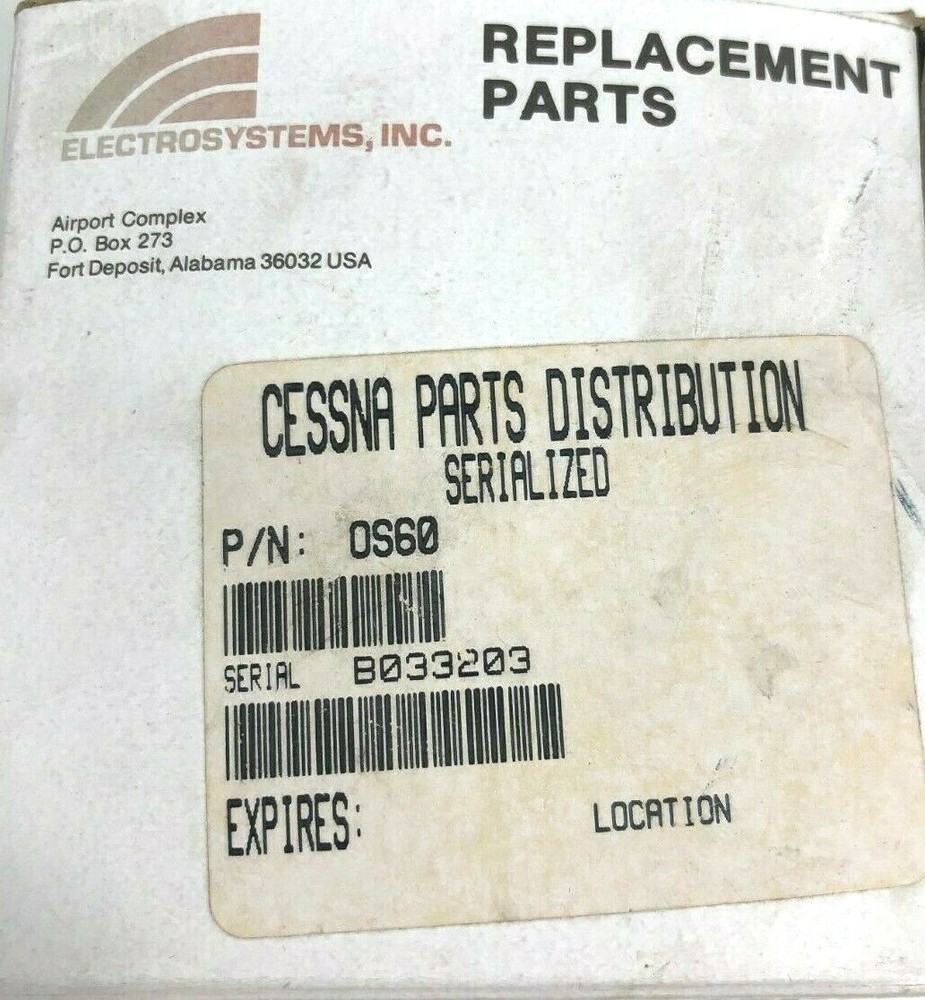 REPLACEMENT
PARTS
ELECTROSYSTEMS, INC.
Airport Complex
P.O. Box 273
Fort Deposit, Alabama 36032 USA
CESSNA PARTS DISTRIBUTION
SERIALIZED
P/N: OS60
SERIAL B033203
EXPIRES: LOCATION